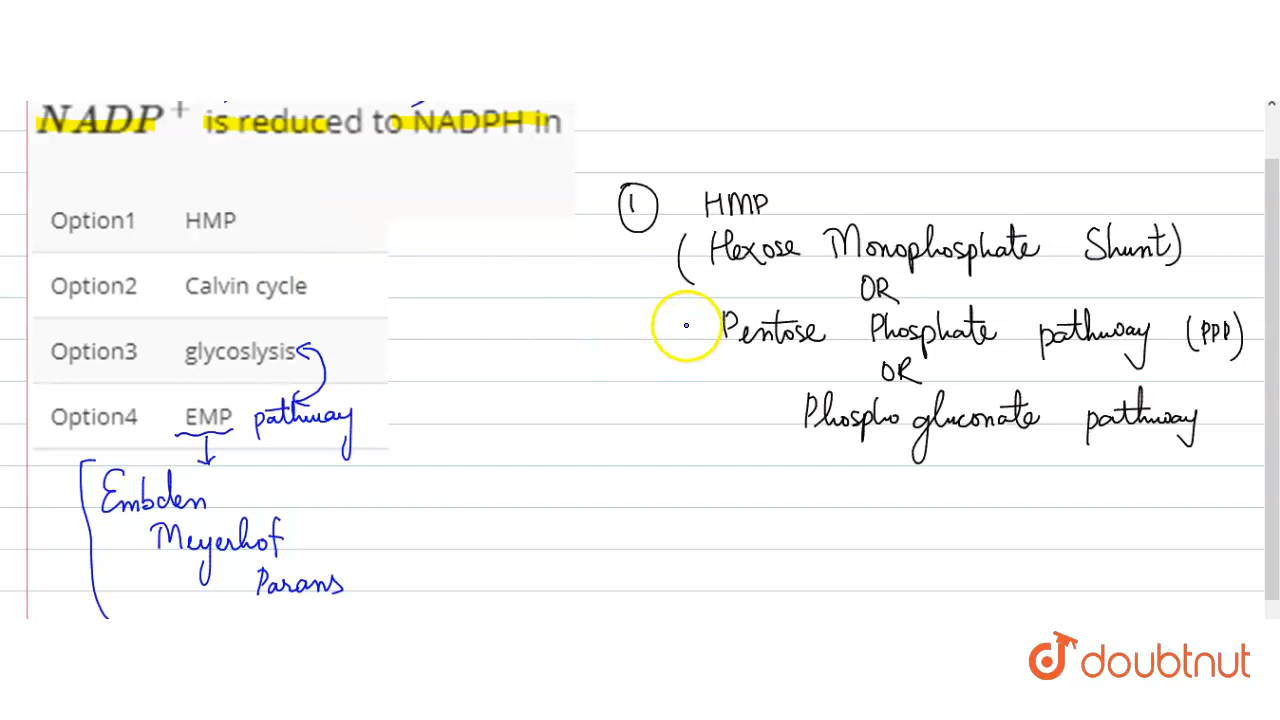 NADP+ is reduced to NADPH in
Option1 HMP
Option2 Calvin cycle
Option3 glycoslysis
Option4 EMP pathway
Embden
Meyerhof
Parans
1 HMP
(Hexose Monophosphate Shunt)
OR
Pentose Phosphate pathway (PPP)
OR
Phospho gluconate pathway
doubtnut